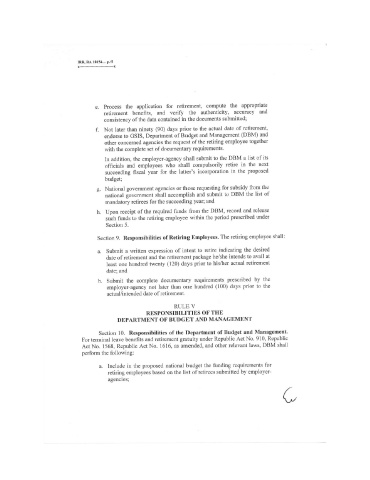 IRR, RA 10154... p.
e. Process the application for retirement, compute the appropriate
retirement benefits, and verify the authenticity, accuracy and
consistency of the data contained in the documents submitted;
f. Not later than ninety (90) days prior to the actual date of retirement,
endorse to GSIS, Department of Budget and Management (DBM) and
other concerned agencies the request of the retiring employee together
with the complete set of documentary requirements.
In addition, the employer-agency shall submit to the DBM a list of its
officials and employees who shall compulsorily retire in the next
succeeding fiscal year for the latter's incorporation in the proposed
budget;
g. National government agencies or those requesting for subsidy from the
national government shall accomplish and submit to DBM the list of
mandatory retirees for the succeeding year; and
h. Upon receipt of the required funds from the DBM, record and release
such funds to the retiring employee within the period prescribed under
Section 5.
Section 9. Responsibilities of Retiring Employees. The retiring employee shall:
a. Submit a written expression of intent to retire indicating the desired
date of retirement and the retirement package he/she intends to avail at
least one hundred twenty (120) days prior to his/her actual retirement
date; and
b. Submit the complete documentary requirements prescribed by the
employer-agency not later than one hundred (100) days prior to the
actual/intended date of retirement.
RULE V
RESPONSIBILITIES OF THE
DEPARTMENT OF BUDGET AND MANAGEMENT
Section 10. Responsibilities of the Department of Budget and Management.
For terminal leave benefits and retirement gratuity under Republic Act No. 910, Republic
Act No. 1568, Republic Act No. 1616, as amended, and other relevant laws, DBM shall
perform the following:
a. Include in the proposed national budget the funding requirements for
retiring employees based on the list of retirees submitted by employer-
agencies;